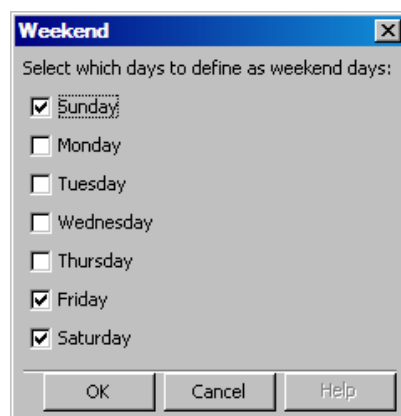 Weekend
Select which days to define as weekend days:
Sunday
Monday
Tuesday
Wednesday
Thursday
Friday
Saturday
OK Cancel Help